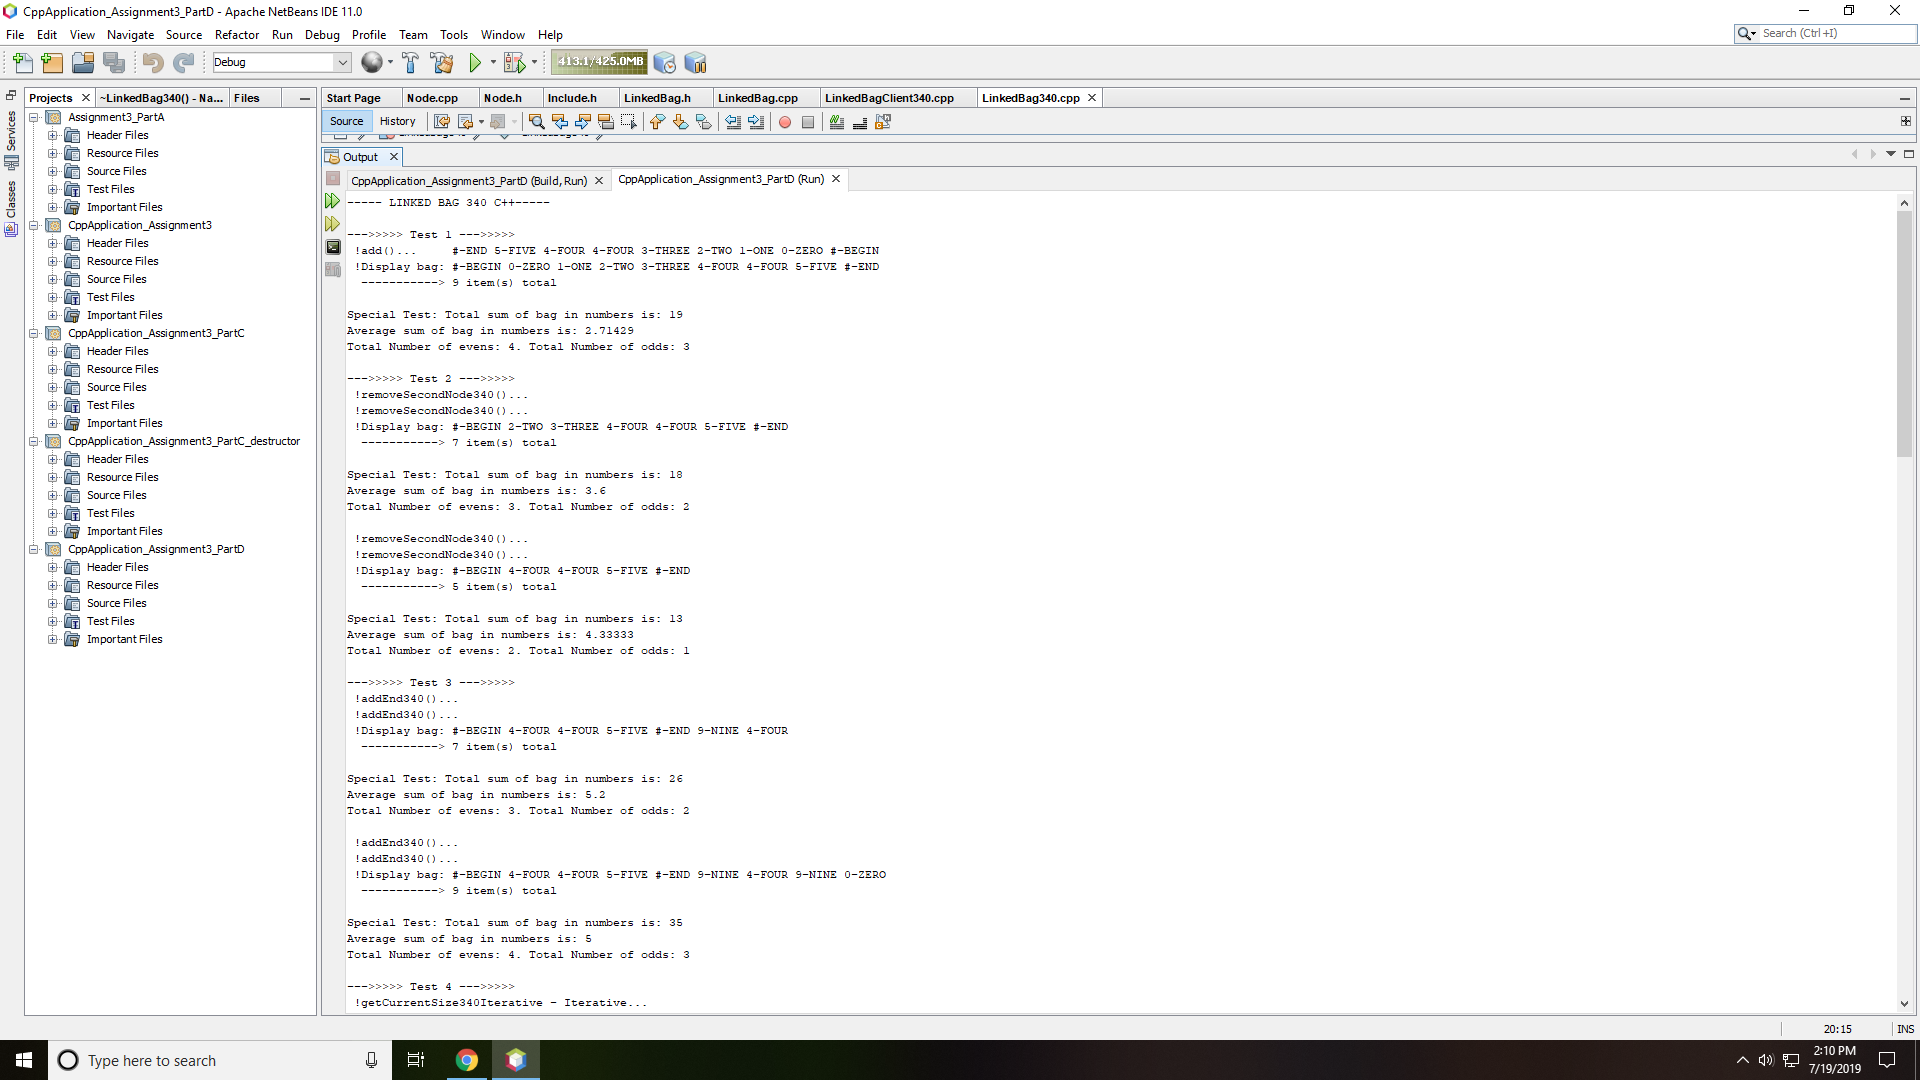 CppApplication_Assignment3_PartD - Apache NetBeans IDE 11.0
File Edit View Navigate Source Refactor Run Debug Profile Team Tools Window Help
Search (Ctrl+I)
Debug
413.1/425.0MB
Projects ~LinkedBag340() - Na... Files
Start Page Node.cpp Node.h Include.h LinkedBag.h LinkedBag.cpp LinkedBagClient340.cpp LinkedBag340.cpp
Source History
Services
Classes
Assignment3_PartA
Header Files
Resource Files
Source Files
Test Files
Important Files
CppApplication_Assignment3
Header Files
Resource Files
Source Files
Test Files
Important Files
CppApplication_Assignment3_PartC
Header Files
Resource Files
Source Files
Test Files
Important Files
CppApplication_Assignment3_PartC_destructor
Header Files
Resource Files
Source Files
Test Files
Important Files
CppApplication_Assignment3_PartD
Header Files
Resource Files
Source Files
Test Files
Important Files
Output
CppApplication_Assignment3_PartD (Build, Run) CppApplication_Assignment3_PartD (Run)
----- LINKED BAG 340 C++-----
--->>>>> Test 1 --->>>>>
!add()... #-END 5-FIVE 4-FOUR 4-FOUR 3-THREE 2-TWO 1-ONE 0-ZERO #-BEGIN
!Display bag: #-BEGIN 0-ZERO 1-ONE 2-TWO 3-THREE 4-FOUR 4-FOUR 5-FIVE #-END
-----------> 9 item(s) total
Special Test: Total sum of bag in numbers is: 19
Average sum of bag in numbers is: 2.71429
Total Number of evens: 4. Total Number of odds: 3
--->>>>> Test 2 --->>>>>
!removeSecondNode340()...
!removeSecondNode340()...
!Display bag: #-BEGIN 2-TWO 3-THREE 4-FOUR 4-FOUR 5-FIVE #-END
-----------> 7 item(s) total
Special Test: Total sum of bag in numbers is: 18
Average sum of bag in numbers is: 3.6
Total Number of evens: 3. Total Number of odds: 2
!removeSecondNode340()...
!removeSecondNode340()...
!Display bag: #-BEGIN 4-FOUR 4-FOUR 5-FIVE #-END
-----------> 5 item(s) total
Special Test: Total sum of bag in numbers is: 13
Average sum of bag in numbers is: 4.33333
Total Number of evens: 2. Total Number of odds: 1
--->>>>> Test 3 --->>>>>
!addEnd340()...
!addEnd340()...
!Display bag: #-BEGIN 4-FOUR 4-FOUR 5-FIVE #-END 9-NINE 4-FOUR
-----------> 7 item(s) total
Special Test: Total sum of bag in numbers is: 26
Average sum of bag in numbers is: 5.2
Total Number of evens: 3. Total Number of odds: 2
!addEnd340()...
!addEnd340()...
!Display bag: #-BEGIN 4-FOUR 4-FOUR 5-FIVE #-END 9-NINE 4-FOUR 9-NINE 0-ZERO
-----------> 9 item(s) total
Special Test: Total sum of bag in numbers is: 35
Average sum of bag in numbers is: 5
Total Number of evens: 4. Total Number of odds: 3
--->>>>> Test 4 --->>>>>
!getCurrentSize340Iterative - Iterative...
20:15 INS
Type here to search
2:10 PM
7/19/2019